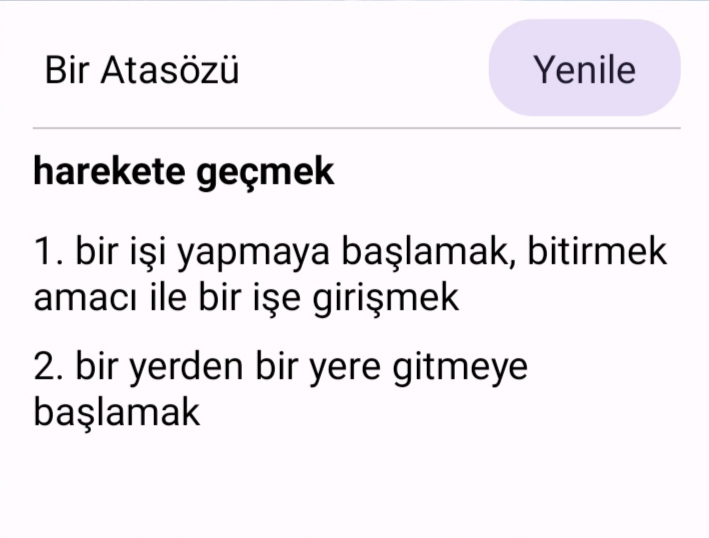 Bir Atasözü
Yenile
harekete geçmek
1. bir işi yapmaya başlamak, bitirmek
amacı ile bir işe girişmek
2. bir yerden bir yere gitmeye
başlamak